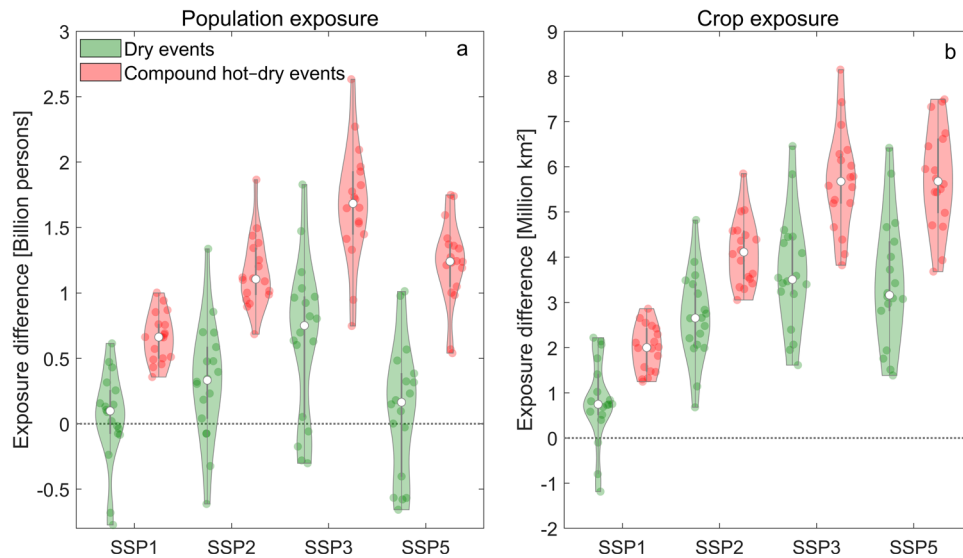 Population exposure
a
Dry events
Compound hot-dry events
Exposure difference [Billion persons]
3
2.5
2
1.5
1
0.5
0
-0.5
SSP1
SSP2
SSP3
SSP5
Crop exposure
b
Exposure difference [Million km²]
9
8
7
6
5
4
3
2
1
0
-1
-2
SSP1
SSP2
SSP3
SSP5